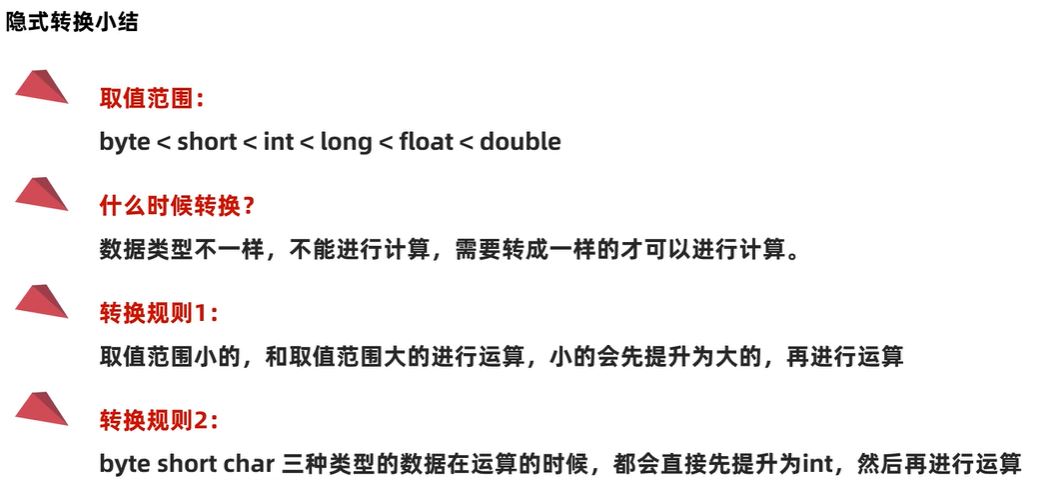 隐式转换小结
取值范围：
byte < short < int < long < float < double
什么时候转换？
数据类型不一样，不能进行计算，需要转成一样的才可以进行计算。
转换规则1：
取值范围小的，和取值范围大的进行运算，小的会先提升为大的，再进行运算
转换规则2：
byte short char 三种类型的数据在运算的时候，都会直接先提升为int，然后再进行运算